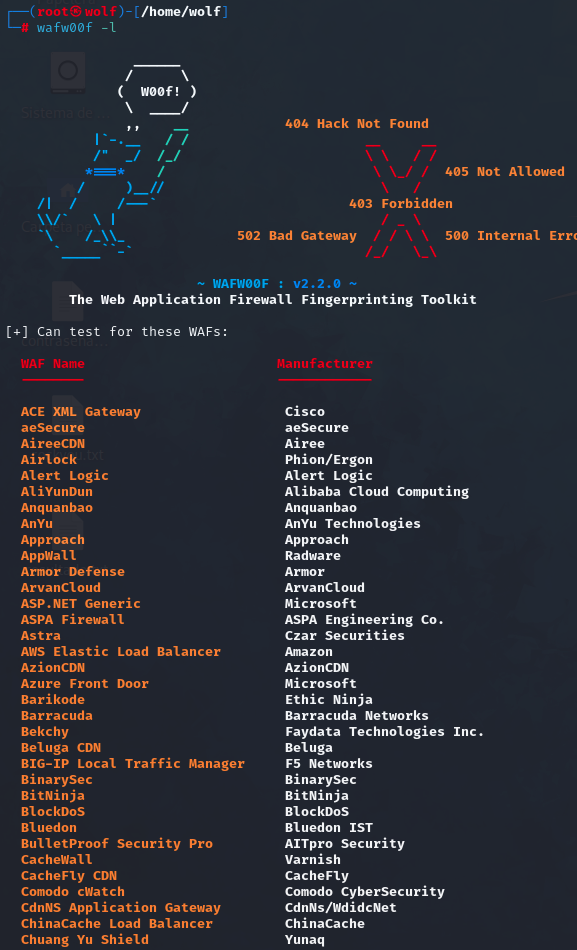 ┌──(root㉿wolf)-[/home/wolf]
└─# wafw00f -l
( W00f! )
404 Hack Not Found
405 Not Allowed
403 Forbidden
502 Bad Gateway 500 Internal Erro
~ WAFW00F : v2.2.0 ~
The Web Application Firewall Fingerprinting Toolkit
[+] Can test for these WAFs:
WAF Name Manufacturer
ACE XML Gateway Cisco
aeSecure aeSecure
AireeCDN Airee
Airlock Phion/Ergon
Alert Logic Alert Logic
AliYunDun Alibaba Cloud Computing
Anquanbao Anquanbao
AnYu AnYu Technologies
Approach Approach
AppWall Radware
Armor Defense Armor
ArvanCloud ArvanCloud
ASP.NET Generic Microsoft
ASPA Firewall ASPA Engineering Co.
Astra Czar Securities
AWS Elastic Load Balancer Amazon
AzionCDN AzionCDN
Azure Front Door Microsoft
Barikode Ethic Ninja
Barracuda Barracuda Networks
Bekchy Faydata Technologies Inc.
Beluga CDN Beluga
BIG-IP Local Traffic Manager F5 Networks
BinarySec BinarySec
BitNinja BitNinja
BlockDoS BlockDoS
Bluedon Bluedon IST
BulletProof Security Pro AITpro Security
CacheWall Varnish
CacheFly CDN CacheFly
Comodo cWatch Comodo CyberSecurity
CdnNS Application Gateway CdnNs/WdidcNet
ChinaCache Load Balancer ChinaCache
Chuang Yu Shield Yunaq